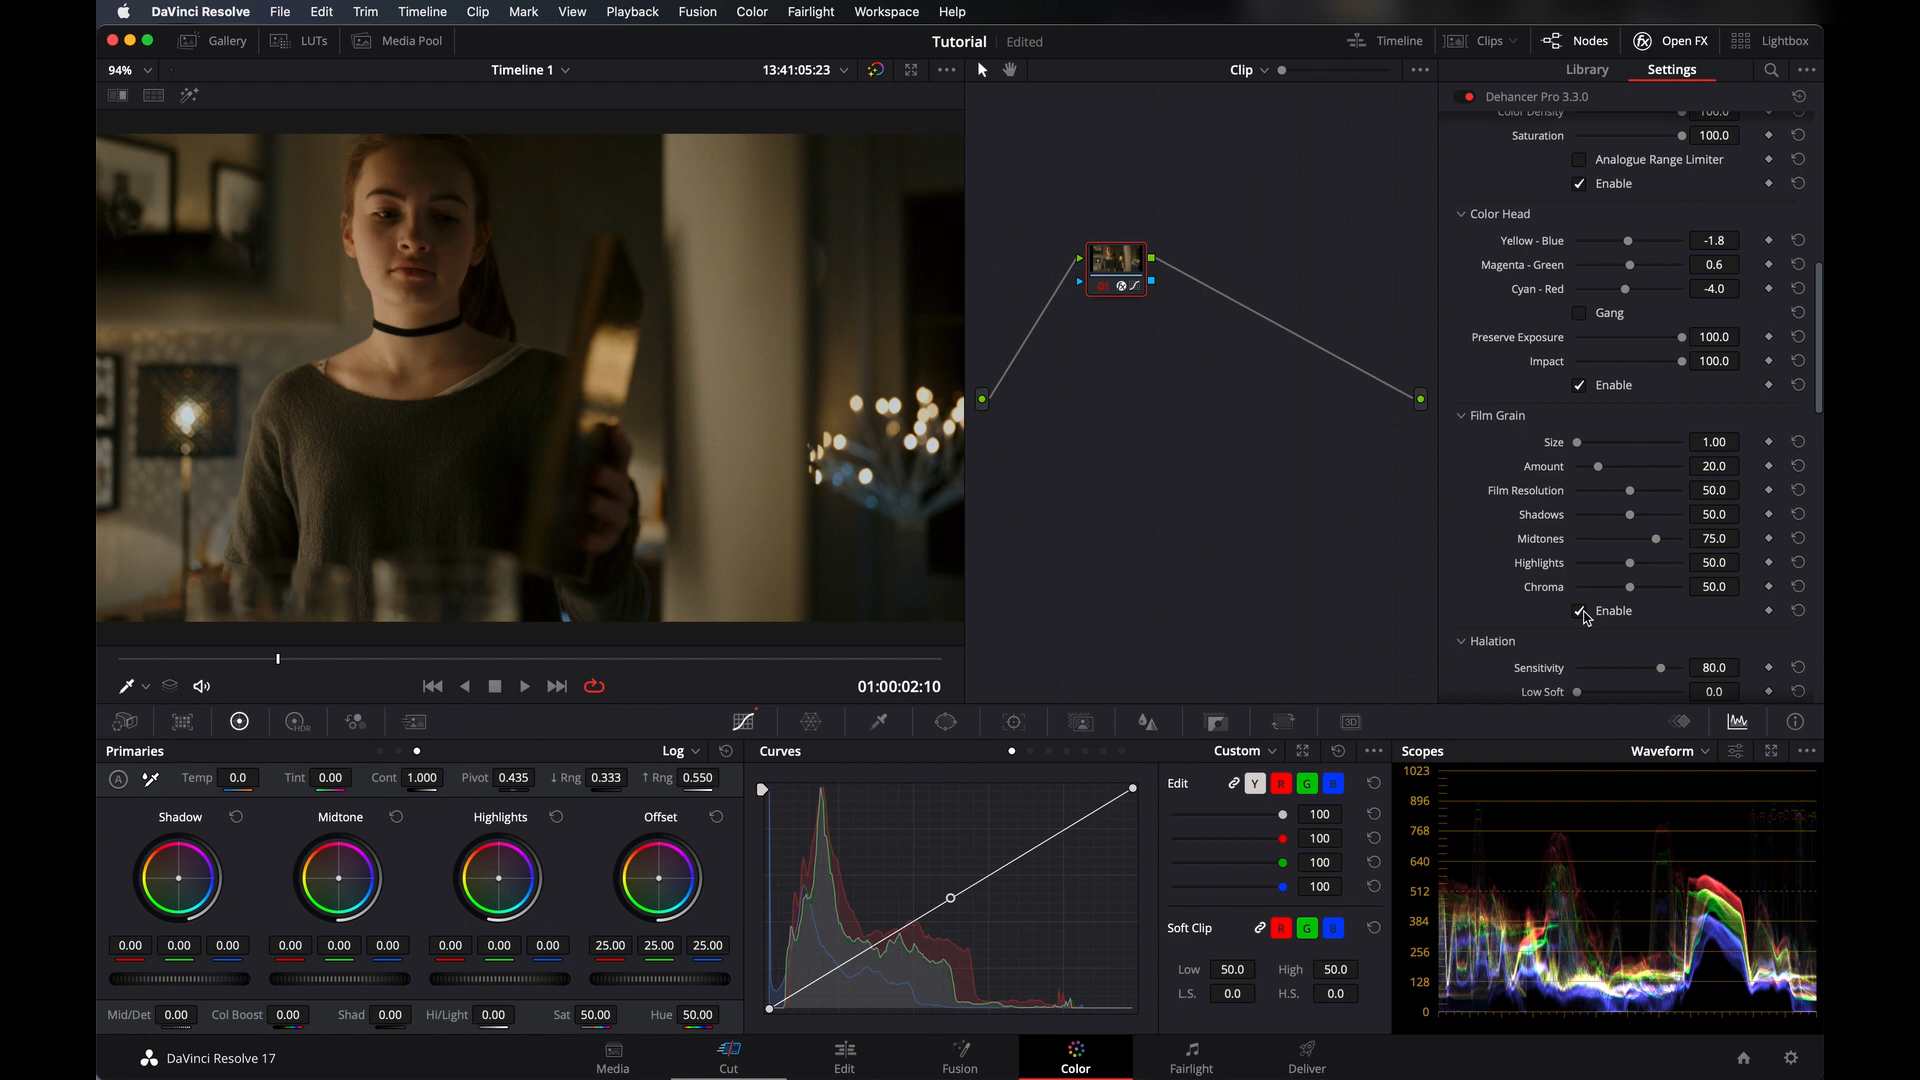 DaVinci Resolve File Edit Trim Timeline Clip Mark View Playback Fusion Color Fairlight Workspace Help
Gallery LUTs Media Pool Tutorial Edited Timeline Clips Nodes Open FX Lightbox
94% Timeline 1 13:41:05:23 Clip Library Settings
Dehancer Pro 3.3.0
Color Density 100.0
Saturation 100.0
Analogue Range Limiter
Enable
Color Head
Yellow - Blue -1.8
Magenta - Green 0.6
Cyan - Red -4.0
Gang
Preserve Exposure 100.0
Impact 100.0
Enable
Film Grain
Size 1.00
Amount 20.0
Film Resolution 50.0
Shadows 50.0
Midtones 75.0
Highlights 50.0
Chroma 50.0
Enable
Halation
Sensitivity 80.0
Low Soft 0.0
01
01:00:02:10
HDR 3D
Primaries Log
A Temp 0.0 Tint 0.00 Cont 1.000 Pivot 0.435 ↓ Rng 0.333 ↑ Rng 0.550
Shadow Midtone Highlights Offset
0.00 0.00 0.00 0.00 0.00 0.00 0.00 0.00 0.00 25.00 25.00 25.00
Mid/Det 0.00 Col Boost 0.00 Shad 0.00 Hi/Light 0.00 Sat 50.00 Hue 50.00
Curves Custom
Edit Y R G B
100
100
100
100
Soft Clip R G B
Low 50.0 High 50.0
L.S. 0.0 H.S. 0.0
Scopes Waveform
1023
896
768
640
512
384
256
128
0
DaVinci Resolve 17
Media Cut Edit Fusion Color Fairlight Deliver